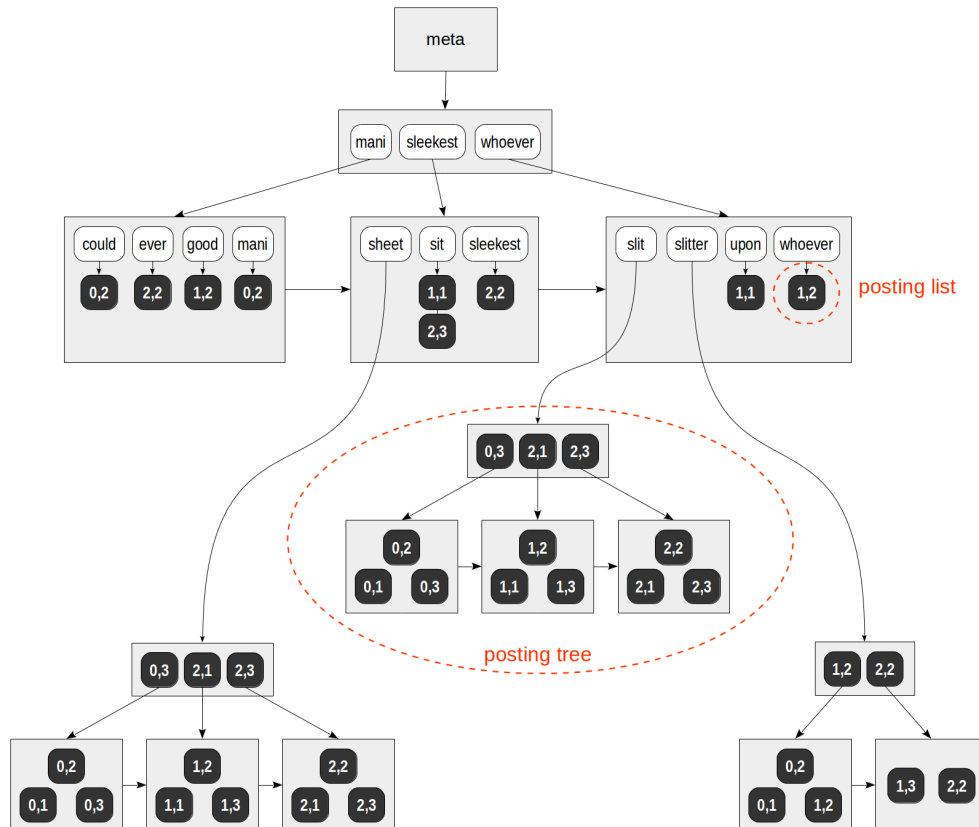 meta
mani sleekest whoever
could ever good mani
0,2 2,2 1,2 0,2
sheet sit sleekest
1,1 2,2
2,3
slit slitter upon whoever
1,1 1,2
posting list
0,3 2,1 2,3
0,2
0,1 0,3
1,2
1,1 1,3
2,2
2,1 2,3
posting tree
0,3 2,1 2,3
0,2
0,1 0,3
1,2
1,1 1,3
2,2
2,1 2,3
1,2 2,2
0,2
0,1 1,2
1,3 2,2